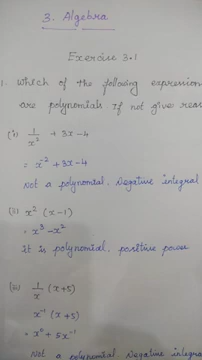 3. Algebra
Exercise 3.1
1. Which of the following expression
are polynomials. If not give reas
(i) 1/x² + 3x-4
= x⁻² + 3x-4
Not a polynomial. Negative integral
(ii) x² (x-1)
= x³ - x²
It is polynomial, positive power
(iii) 1/x (x+5)
x⁻¹ (x+5)
= x⁰ + 5x⁻¹
Not a polynomial Negative integra